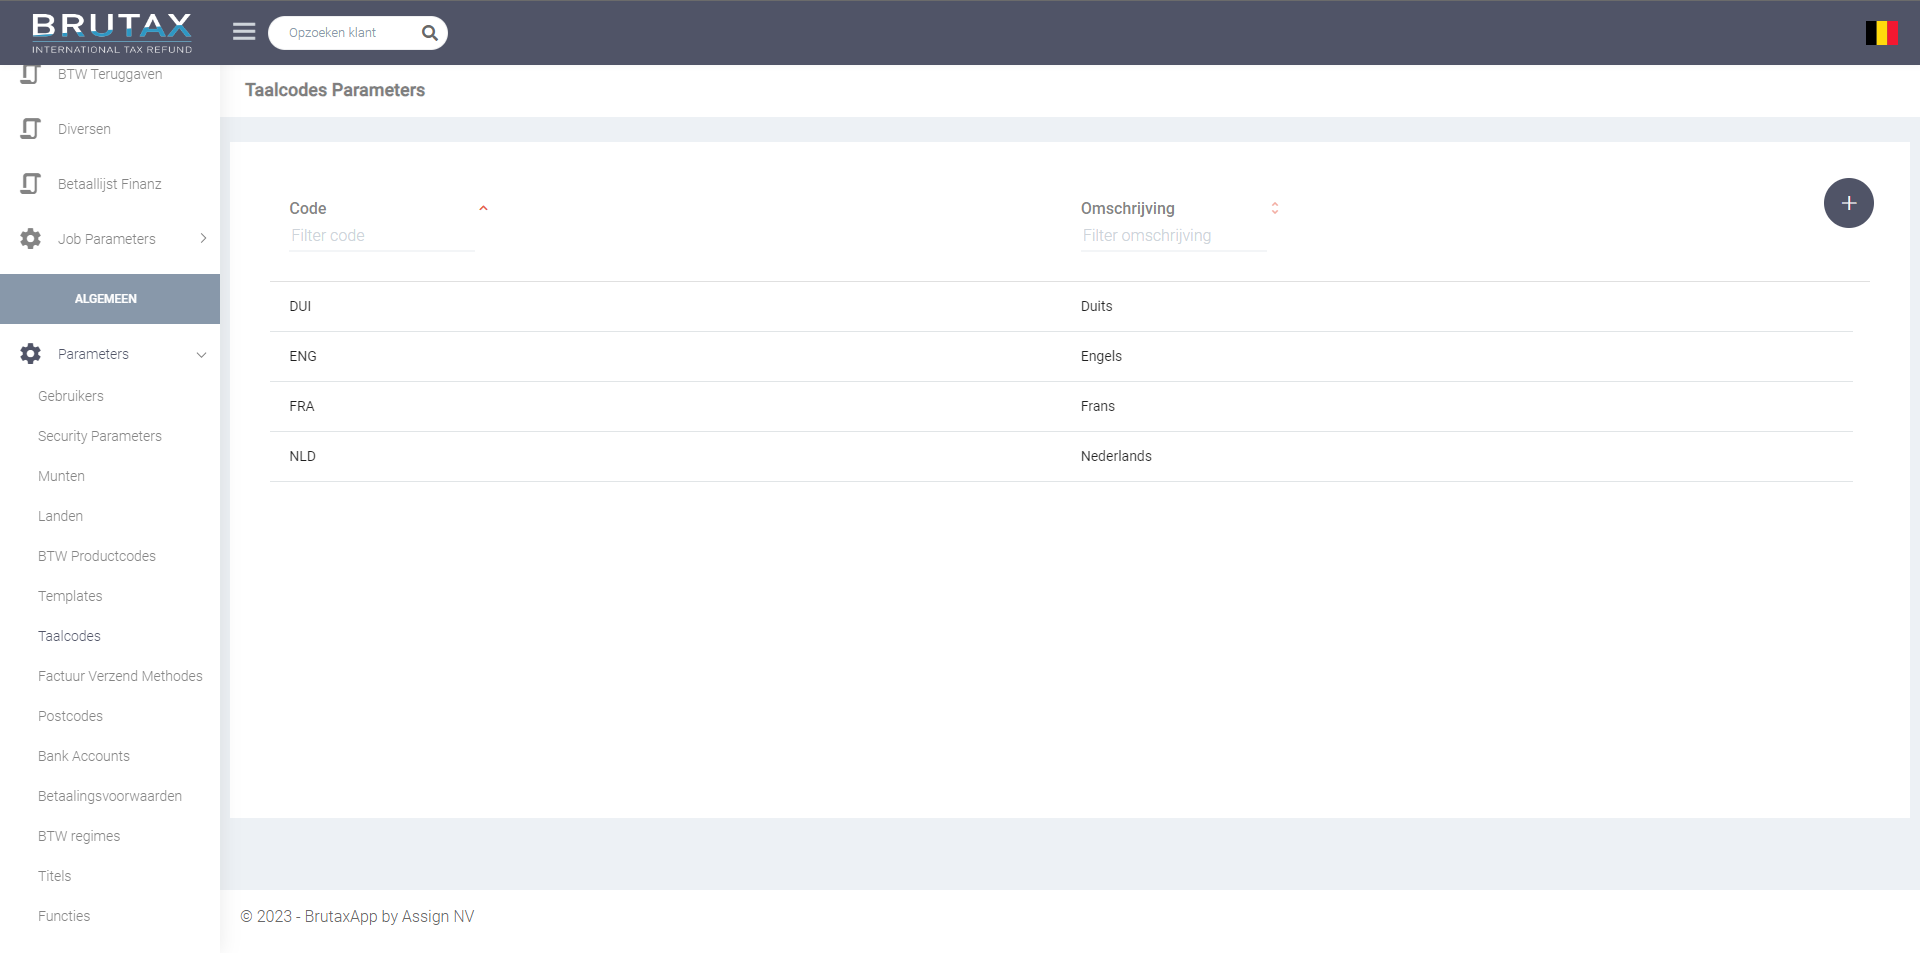 BRUTAX
INTERNATIONAL TAX REFUND
Opzoeken klant
BTW Teruggaven
Diversen
Betaallijst Finanz
Job Parameters
ALGEMEEN
Parameters
Gebruikers
Security Parameters
Munten
Landen
BTW Productcodes
Templates
Taalcodes
Factuur Verzend Methodes
Postcodes
Bank Accounts
Betaalingsvoorwaarden
BTW regimes
Titels
Functies
Taalcodes Parameters
Code Omschrijving
Filter code Filter omschrijving
DUI Duits
ENG Engels
FRA Frans
NLD Nederlands
© 2023 - BrutaxApp by Assign NV